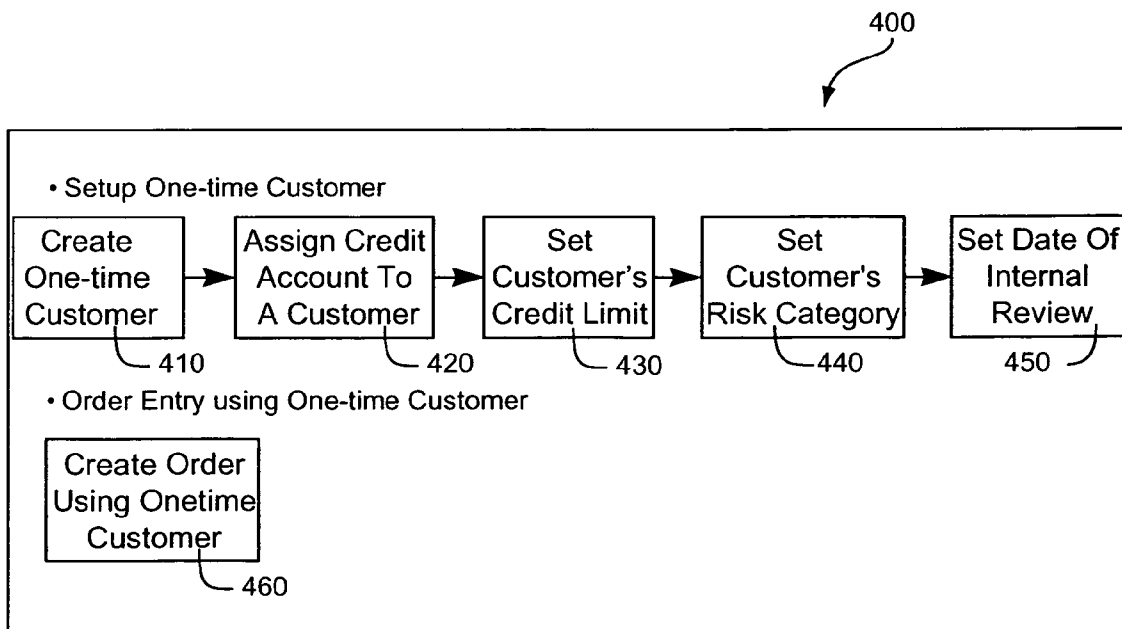 400
• Setup One-time Customer
Create
One-time
Customer
410
Assign Credit
Account To
A Customer
420
Set
Customer’s
Credit Limit
430
Set
Customer's
Risk Category
440
Set Date Of
Internal
Review
450
• Order Entry using One-time Customer
Create Order
Using Onetime
Customer
460